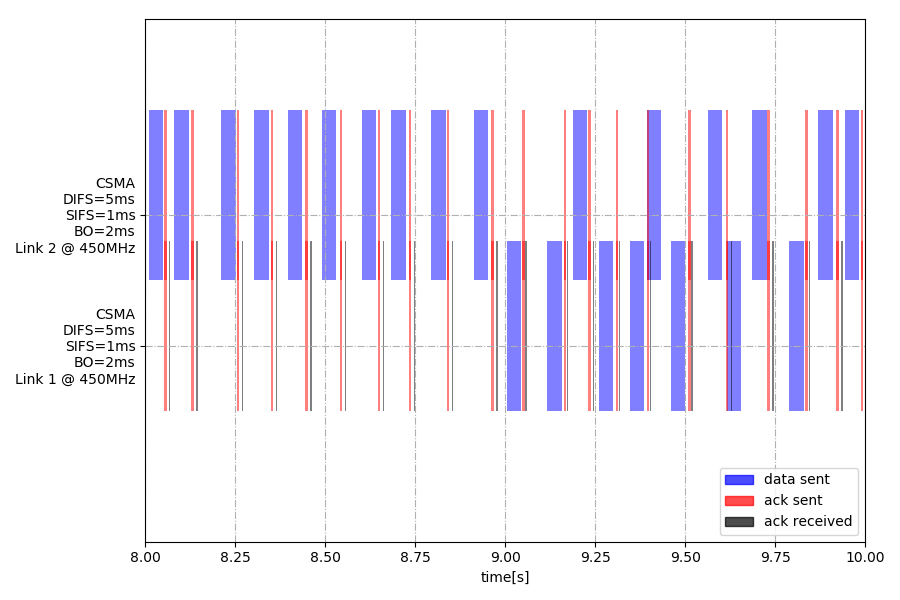 CSMA
DIFS=5ms
SIFS=1ms
BO=2ms
Link 2 @ 450MHz
CSMA
DIFS=5ms
SIFS=1ms
BO=2ms
Link 1 @ 450MHz
data sent
ack sent
ack received
8.00 8.25 8.50 8.75 9.00 9.25 9.50 9.75 10.00
time[s]